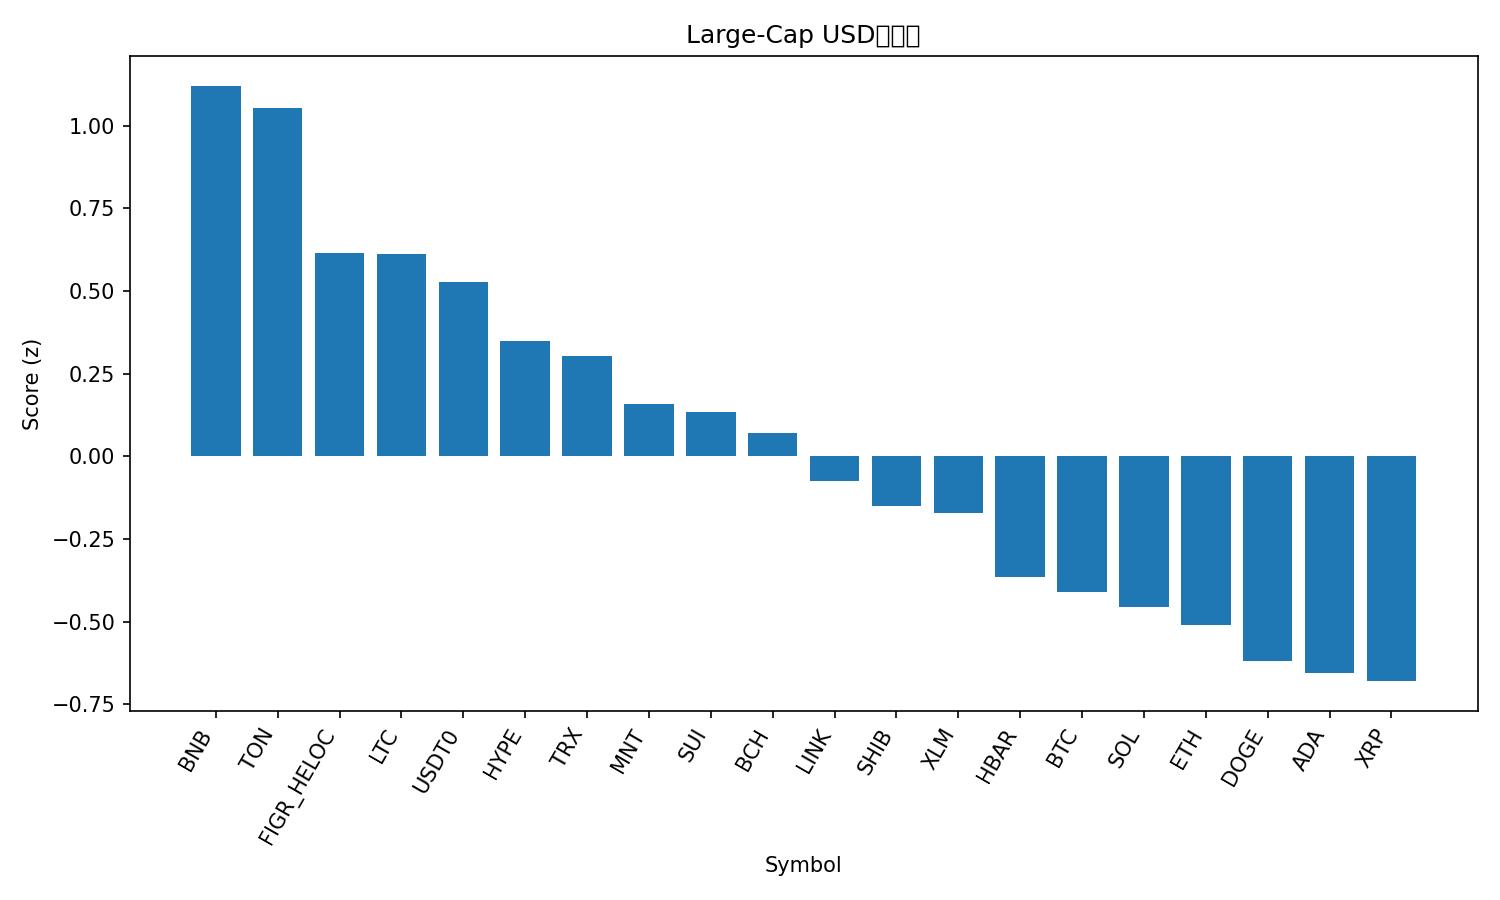 Large-Cap USD
Score (z)
1.00
0.75
0.50
0.25
0.00
−0.25
−0.50
−0.75
BNB
TON
FIGR_HELOC
LTC
USDT0
HYPE
TRX
MNT
SUI
BCH
LINK
SHIB
XLM
HBAR
BTC
SOL
ETH
DOGE
ADA
XRP
Symbol